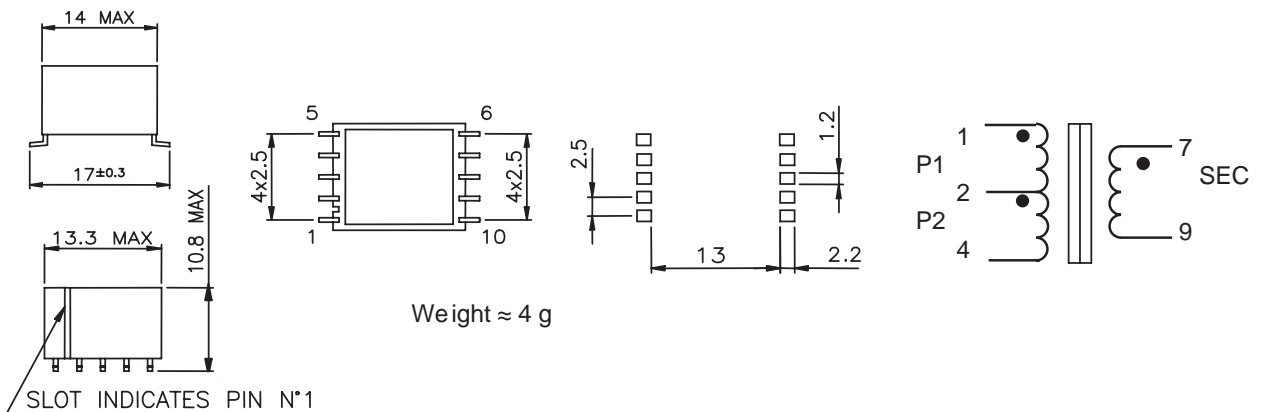 14 MAX
17±0.3
13.3 MAX
10.8 MAX
SLOT INDICATES PIN N°1
5
6
4x2.5
4x2.5
1
10
Weight ≈ 4 g
2.5
1.2
13
2.2
1
P1
2
P2
4
7
SEC
9